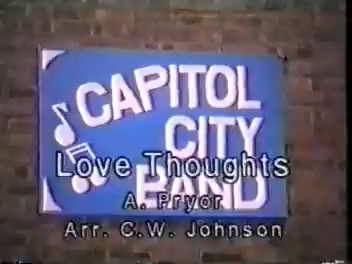 CAPITOL
CITY
BAND
Love Thoughts
A. Pryor
Arr. C.W. Johnson